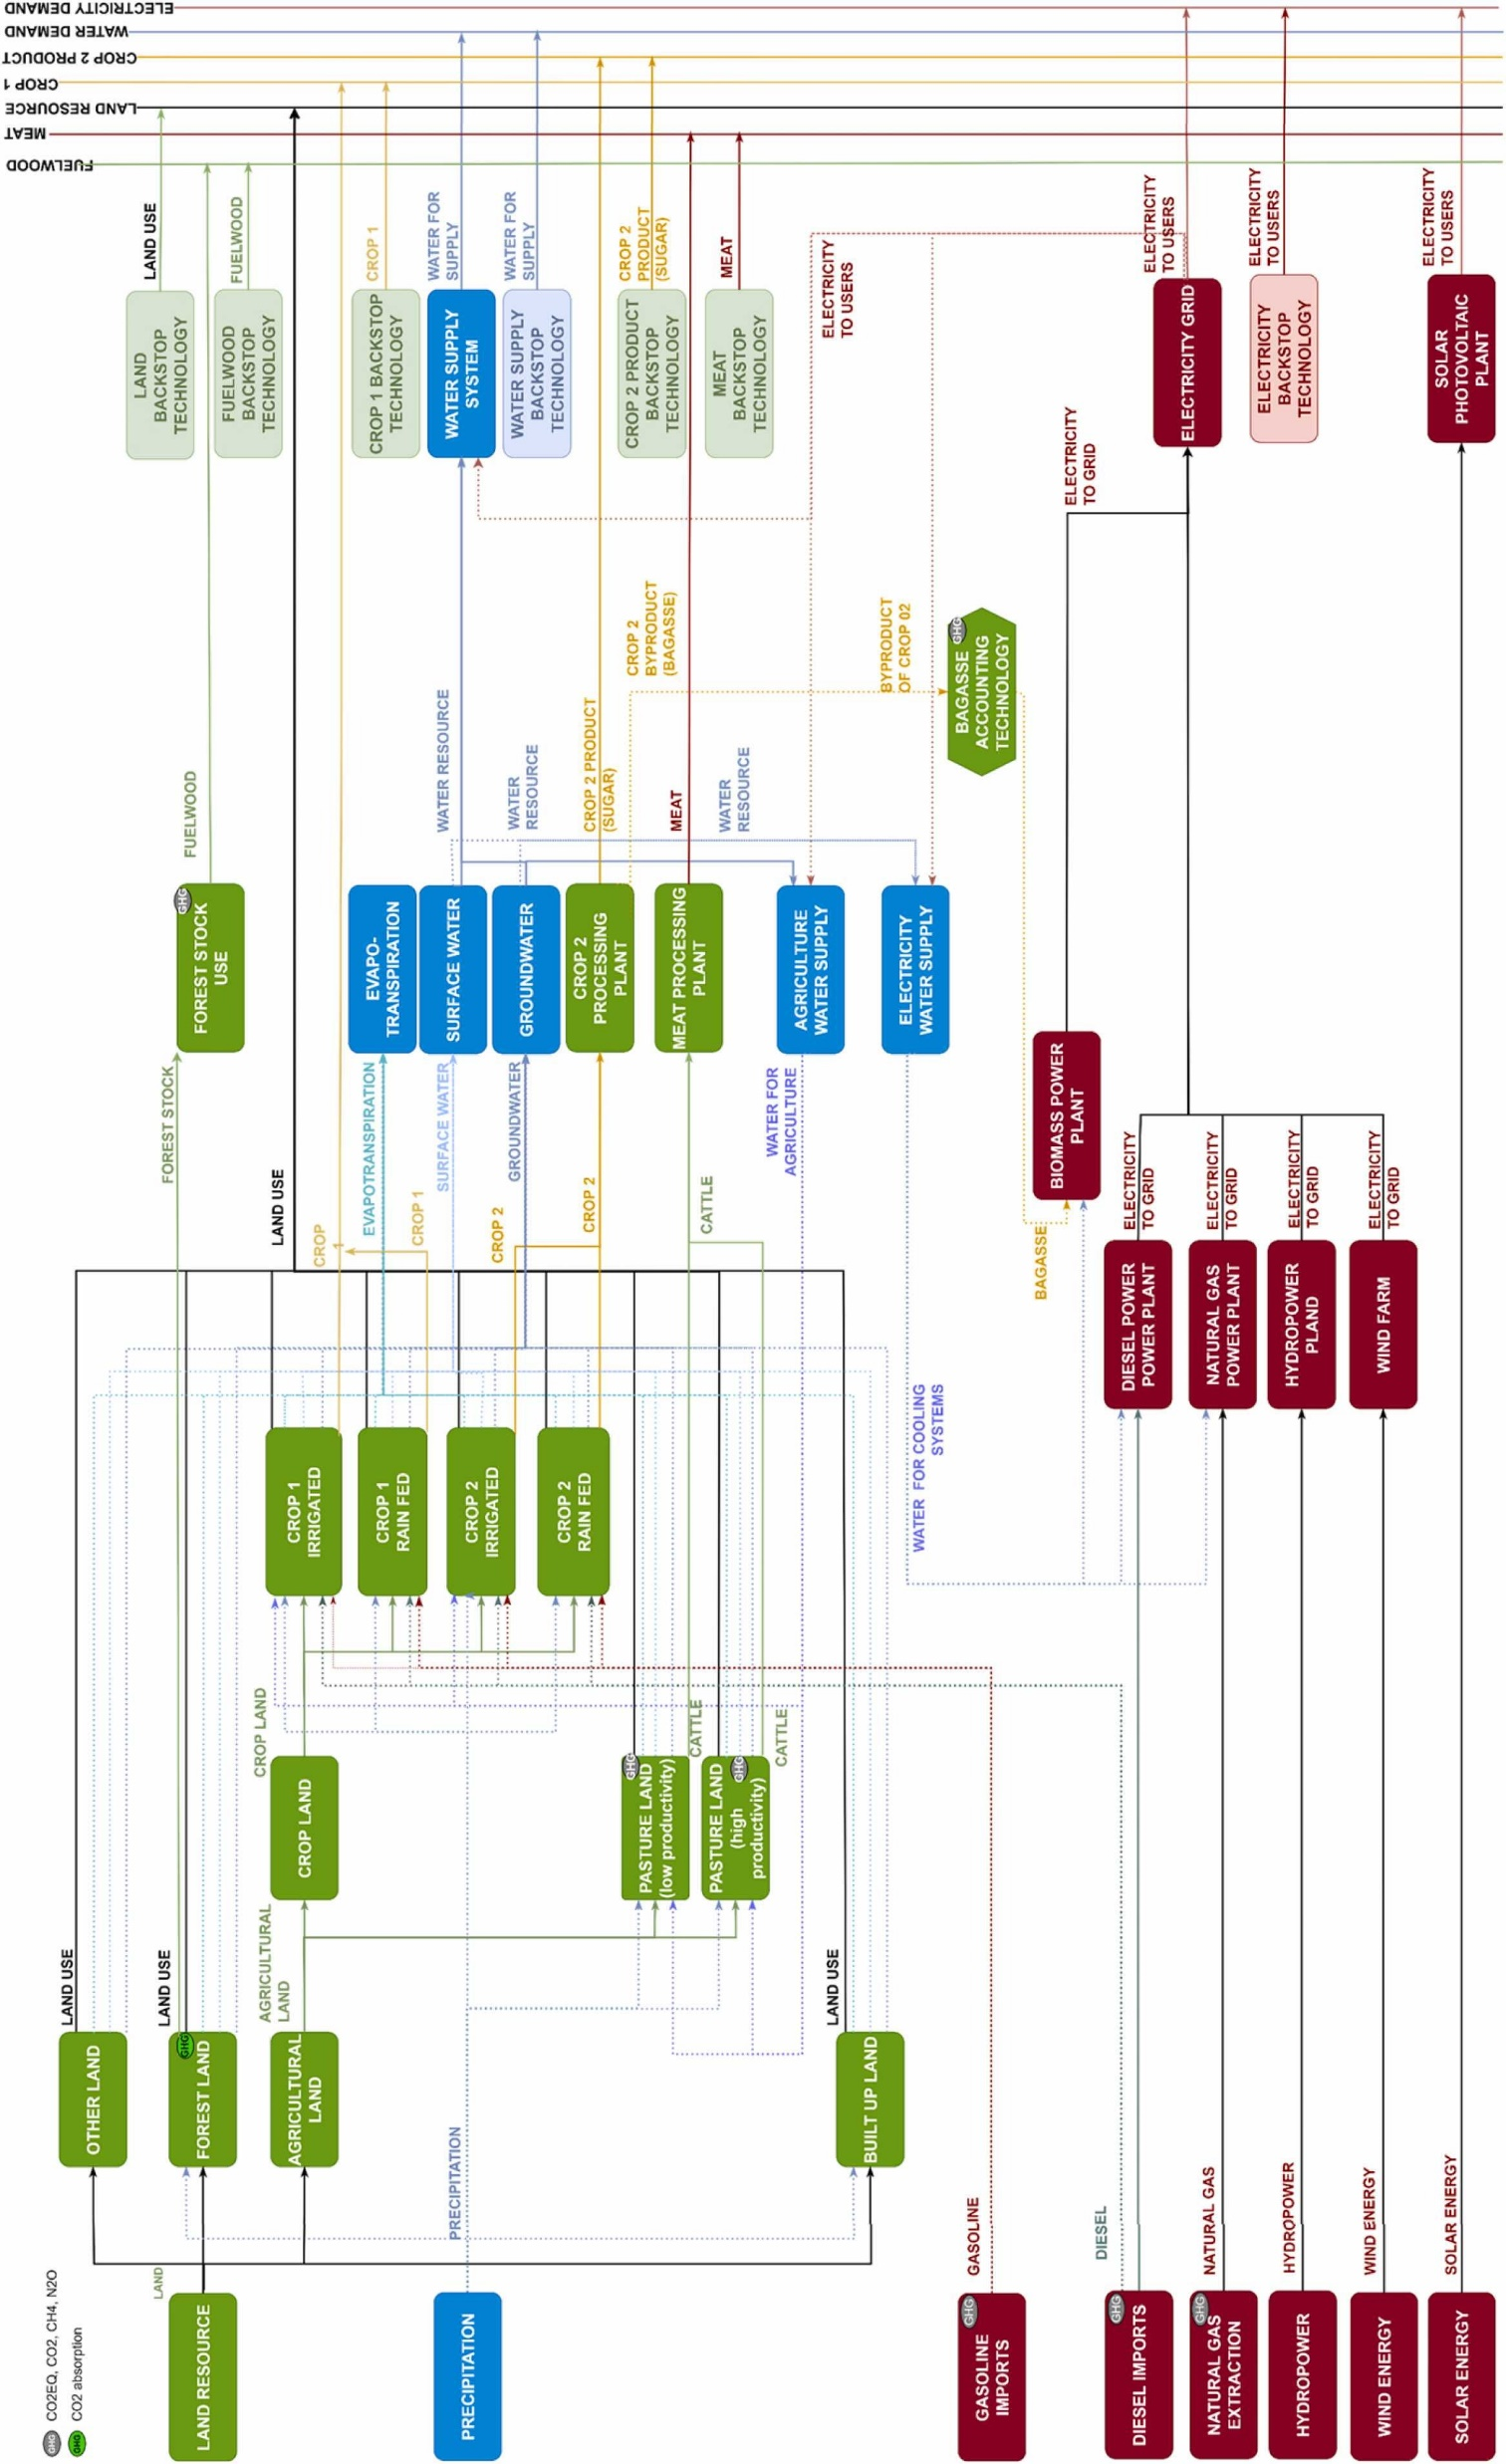 GHG CO2EQ, CO2, CH4, N2O
GHG CO2 absorption
LAND RESOURCE
LAND
PRECIPITATION
PRECIPITATION
GASOLINE
IMPORTS
GHG
GASOLINE
DIESEL IMPORTS
GHG
DIESEL
NATURAL GAS
EXTRACTION
GHG
NATURAL GAS
HYDROPOWER
HYDROPOWER
WIND ENERGY
WIND ENERGY
SOLAR ENERGY
SOLAR ENERGY
OTHER LAND
LAND USE
FOREST LAND
GHG
LAND USE
AGRICULTURAL
LAND
AGRICULTURAL
LAND
BUILT UP LAND
LAND USE
CROP LAND
CROP LAND
PASTURE LAND
(low productivity)
GHG
CATTLE
PASTURE LAND
(high
productivity)
GHG
CATTLE
CROP 1
IRRIGATED
CROP 1
RAIN FED
CROP 2
IRRIGATED
CROP 2
RAIN FED
WATER FOR COOLING
SYSTEMS
DIESEL POWER
POWER PLANT
NATURAL GAS
POWER PLANT
HYDROPOWER
PLAND
WIND FARM
LAND USE
CROP
1
CROP 1
CROP 2
CROP 2
CATTLE
BAGASSE
ELECTRICITY
TO GRID
ELECTRICITY
TO GRID
ELECTRICITY
TO GRID
ELECTRICITY
TO GRID
FOREST STOCK
EVAPOTRANSPIRATION
SURFACE WATER
GROUNDWATER
WATER FOR
AGRICULTURE
BIOMASS POWER
PLANT
FOREST STOCK
USE
GHG
EVAPO-
TRANSPIRATION
SURFACE WATER
GROUNDWATER
CROP 2
PROCESSING
PLANT
MEAT PROCESSING
PLANT
AGRICULTURE
WATER SUPPLY
ELECTRICITY
WATER SUPPLY
FUELWOOD
WATER RESOURCE
WATER
RESOURCE
CROP 2 PRODUCT
(SUGAR)
MEAT
WATER
RESOURCE
CROP 2
BYPRODUCT
(BAGASSE)
BYPRODUCT
OF CROP 02
BAGASSE
ACCOUNTING
TECHNOLOGY
GHG
ELECTRICITY
TO GRID
LAND
BACKSTOP
TECHNOLOGY
FUELWOOD
BACKSTOP
TECHNOLOGY
CROP 1 BACKSTOP
TECHNOLOGY
WATER SUPPLY
SYSTEM
WATER SUPPLY
BACKSTOP
TECHNOLOGY
CROP 2 PRODUCT
BACKSTOP
TECHNOLOGY
MEAT
BACKSTOP
TECHNOLOGY
ELECTRICITY
TO USERS
ELECTRICITY GRID
ELECTRICITY
BACKSTOP
TECHNOLOGY
SOLAR
PHOTOVOLTAIC
PLANT
LAND USE
FUELWOOD
CROP 1
WATER FOR
SUPPLY
WATER FOR
SUPPLY
CROP 2
PRODUCT
(SUGAR)
MEAT
ELECTRICITY
TO USERS
ELECTRICITY
TO USERS
ELECTRICITY
TO USERS
ELECTRICITY DEMAND
WATER DEMAND
CROP 2 PRODUCT
CROP 1
LAND RESOURCE
MEAT
FUELWOOD